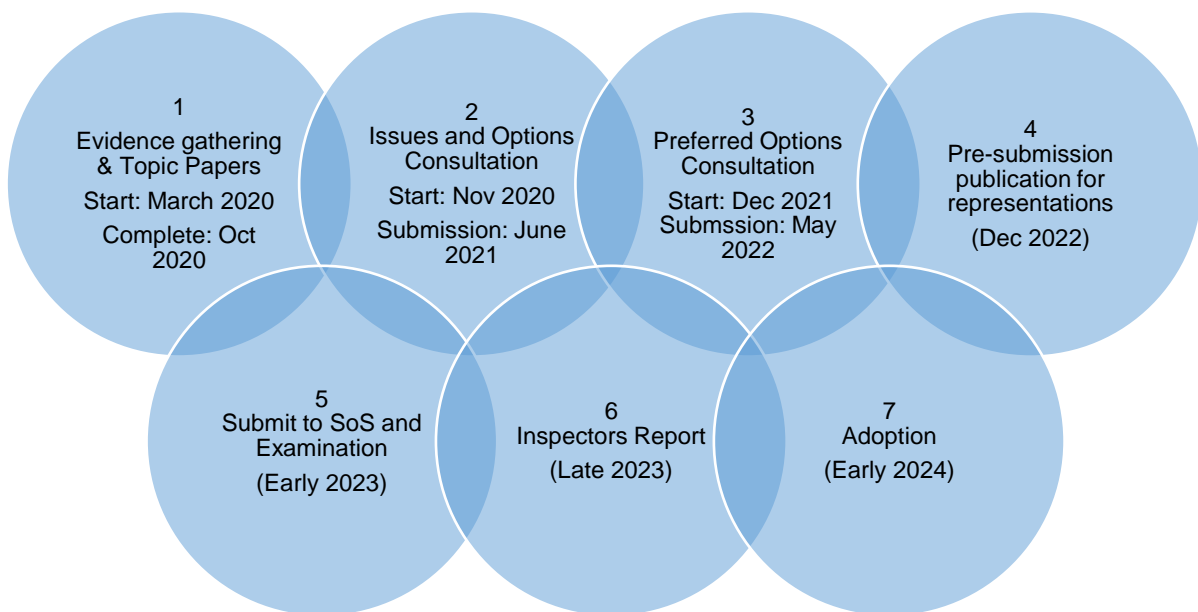 1
Evidence gathering
& Topic Papers
Start: March 2020
Complete: Oct
2020
2
Issues and Options
Consultation
Start: Nov 2020
Submission: June
2021
3
Preferred Options
Consultation
Start: Dec 2021
Submssion: May
2022
4
Pre-submission
publication for
representations
(Dec 2022)
5
Submit to SoS and
Examination
(Early 2023)
6
Inspectors Report
(Late 2023)
7
Adoption
(Early 2024)